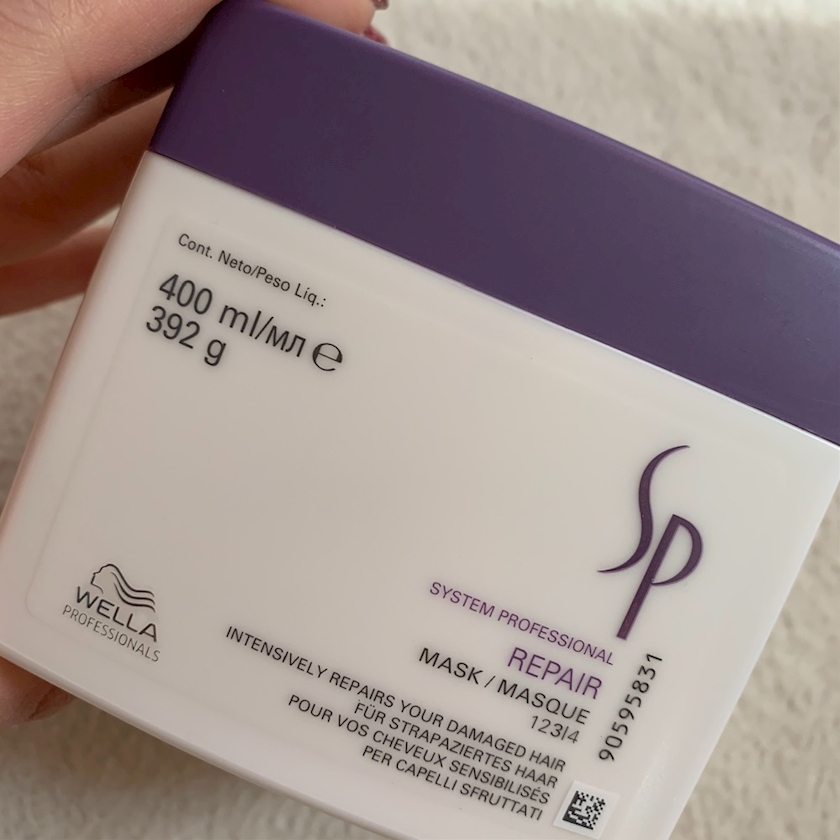 Cont. Neto/Peso Líq.:
400 ml/мл ℮
392 g
SP
SYSTEM PROFESSIONAL
REPAIR
MASK / MASQUE
123|4
INTENSIVELY REPAIRS YOUR DAMAGED HAIR
FÜR STRAPAZIERTES HAAR
POUR VOS CHEVEUX SENSIBILISÉS
PER CAPELLI SFRUTTATI
90595831
WELLA
PROFESSIONALS